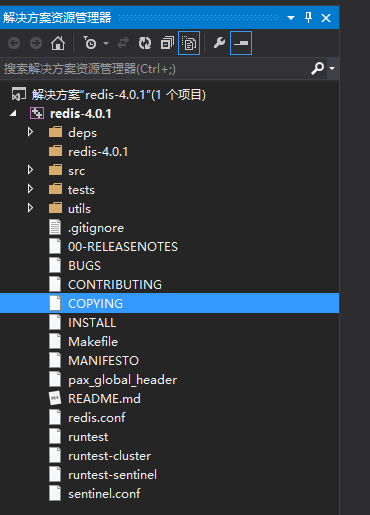 解决方案资源管理器
搜索解决方案资源管理器(Ctrl+;)
解决方案"redis-4.0.1"(1 个项目)
redis-4.0.1
deps
redis-4.0.1
src
tests
utils
.gitignore
00-RELEASENOTES
BUGS
CONTRIBUTING
COPYING
INSTALL
Makefile
MANIFESTO
pax_global_header
README.md
redis.conf
runtest
runtest-cluster
runtest-sentinel
sentinel.conf